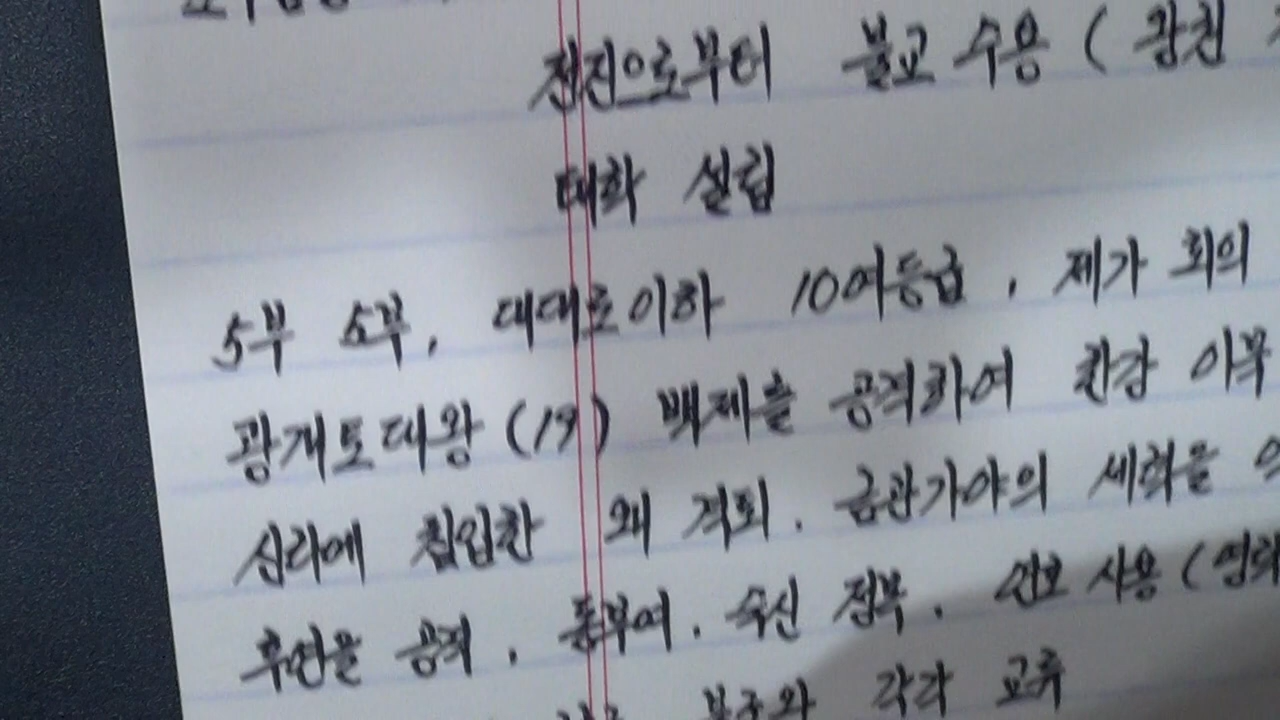 전진으로부터 불교 수용 ( 
태학 설립
5부 5부, 대대로이하 10여등급, 제가 회의
광개토대왕 (19) 백제를 공격하여 한강 이북
신라에 침입한 왜 격퇴. 금관가야의 세력을
후연을 공격, 동부여. 숙신 정복. 연호 사용 (영락
각각 교류